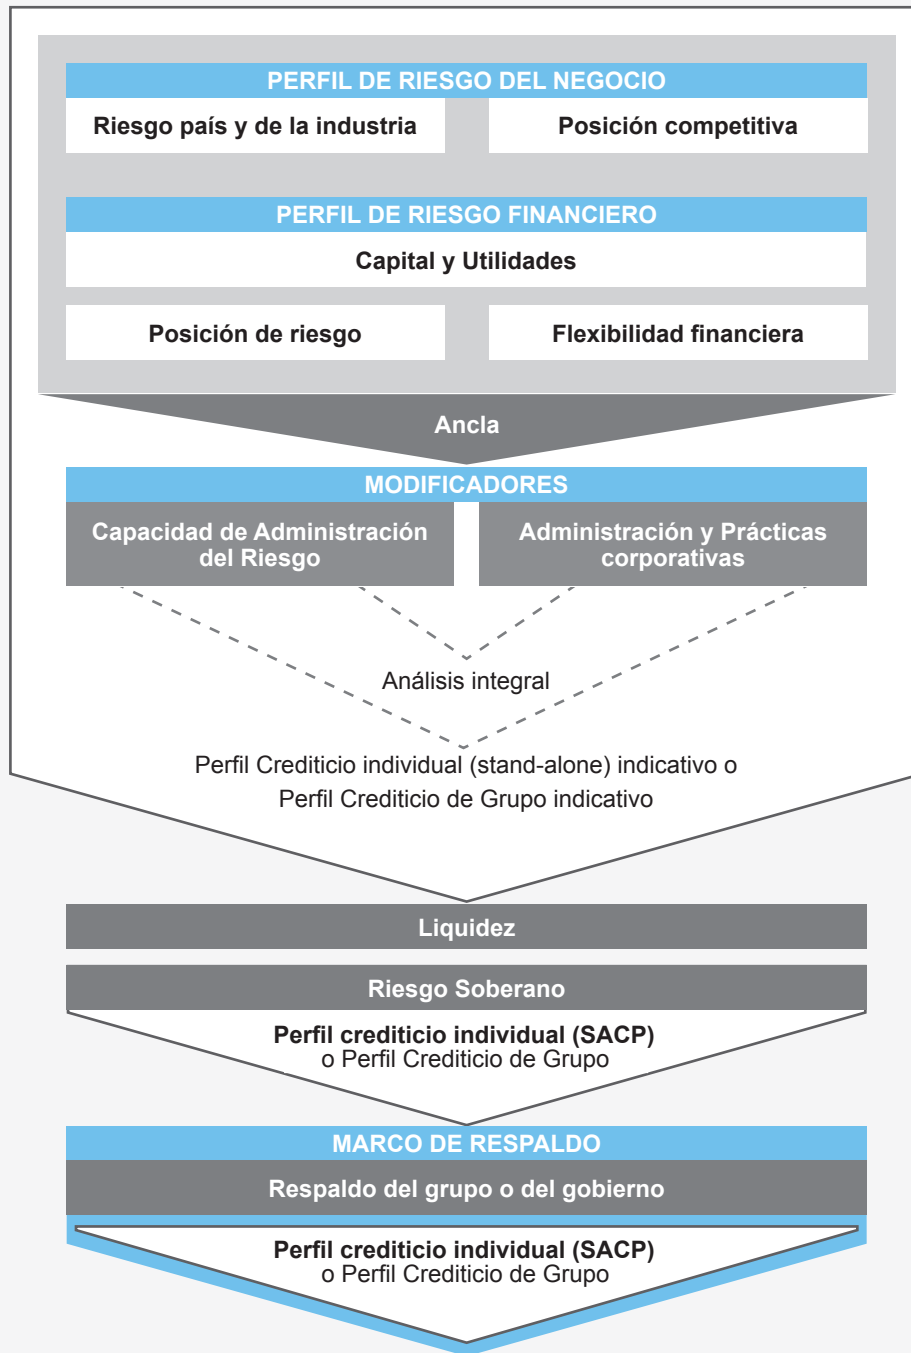 PERFIL DE RIESGO DEL NEGOCIO
Riesgo país y de la industria
Posición competitiva
PERFIL DE RIESGO FINANCIERO
Capital y Utilidades
Posición de riesgo
Flexibilidad financiera
Ancla
MODIFICADORES
Capacidad de Administración
del Riesgo
Administración y Prácticas
corporativas
Análisis integral
Perfil Crediticio individual (stand-alone) indicativo o
Perfil Crediticio de Grupo indicativo
Liquidez
Riesgo Soberano
Perfil crediticio individual (SACP)
o Perfil Crediticio de Grupo
MARCO DE RESPALDO
Respaldo del grupo o del gobierno
Perfil crediticio individual (SACP)
o Perfil Crediticio de Grupo